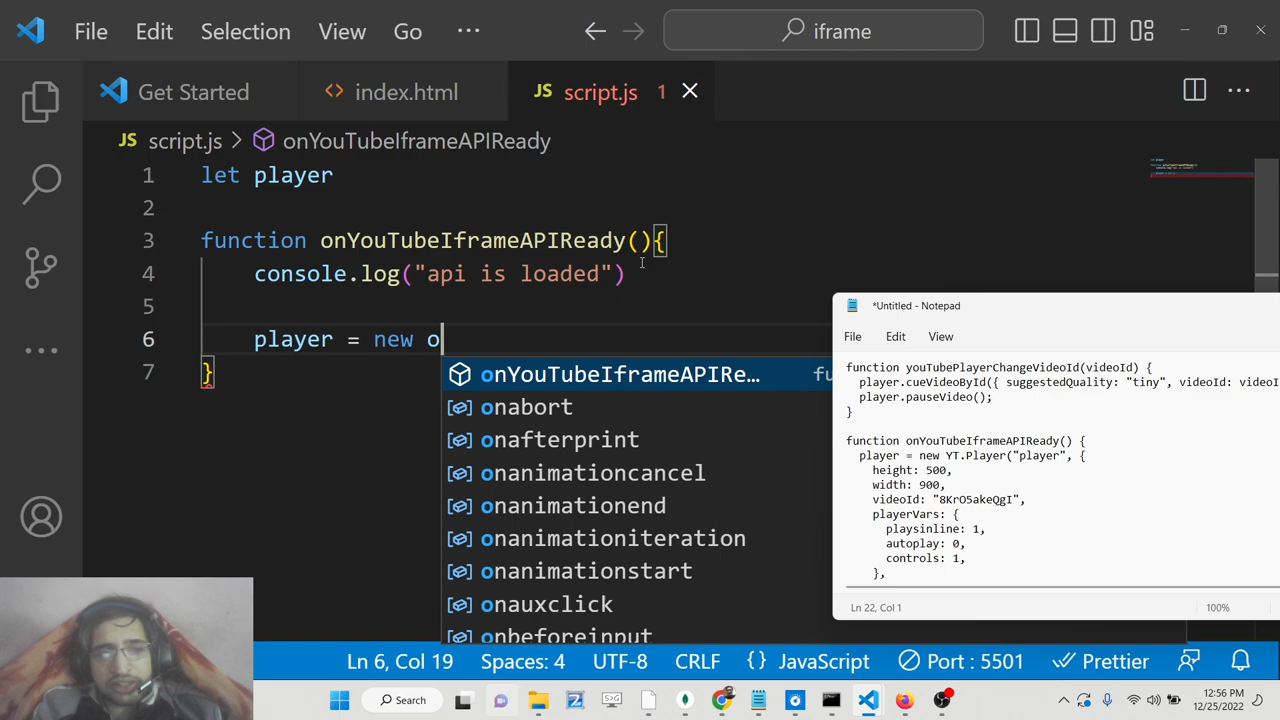 File Edit Selection View Go ··· iframe
Get Started index.html JS script.js 1
JS script.js > onYouTubeIframeAPIReady
1 let player
2
3 function onYouTubeIframeAPIReady(){
4 console.log("api is loaded")
5
6 player = new o
7 }
onYouTubeIframeAPIRe… fu
onabort
onafterprint
onanimationcancel
onanimationend
onanimationiteration
onanimationstart
onauxclick
onbeforeinput
*Untitled - Notepad
File Edit View
function youTubePlayerChangeVideoId(videoId) {
player.cueVideoById({ suggestedQuality: "tiny", videoId: videoI
player.pauseVideo();
}
function onYouTubeIframeAPIReady() {
player = new YT.Player("player", {
height: 500,
width: 900,
videoId: "8KrO5akeQgI",
playerVars: {
playsinline: 1,
autoplay: 0,
controls: 1,
},
Ln 22, Col 1 100%
Ln 6, Col 19 Spaces: 4 UTF-8 CRLF {} JavaScript Port : 5501 Prettier
Search
12:56 PM
12/25/2022